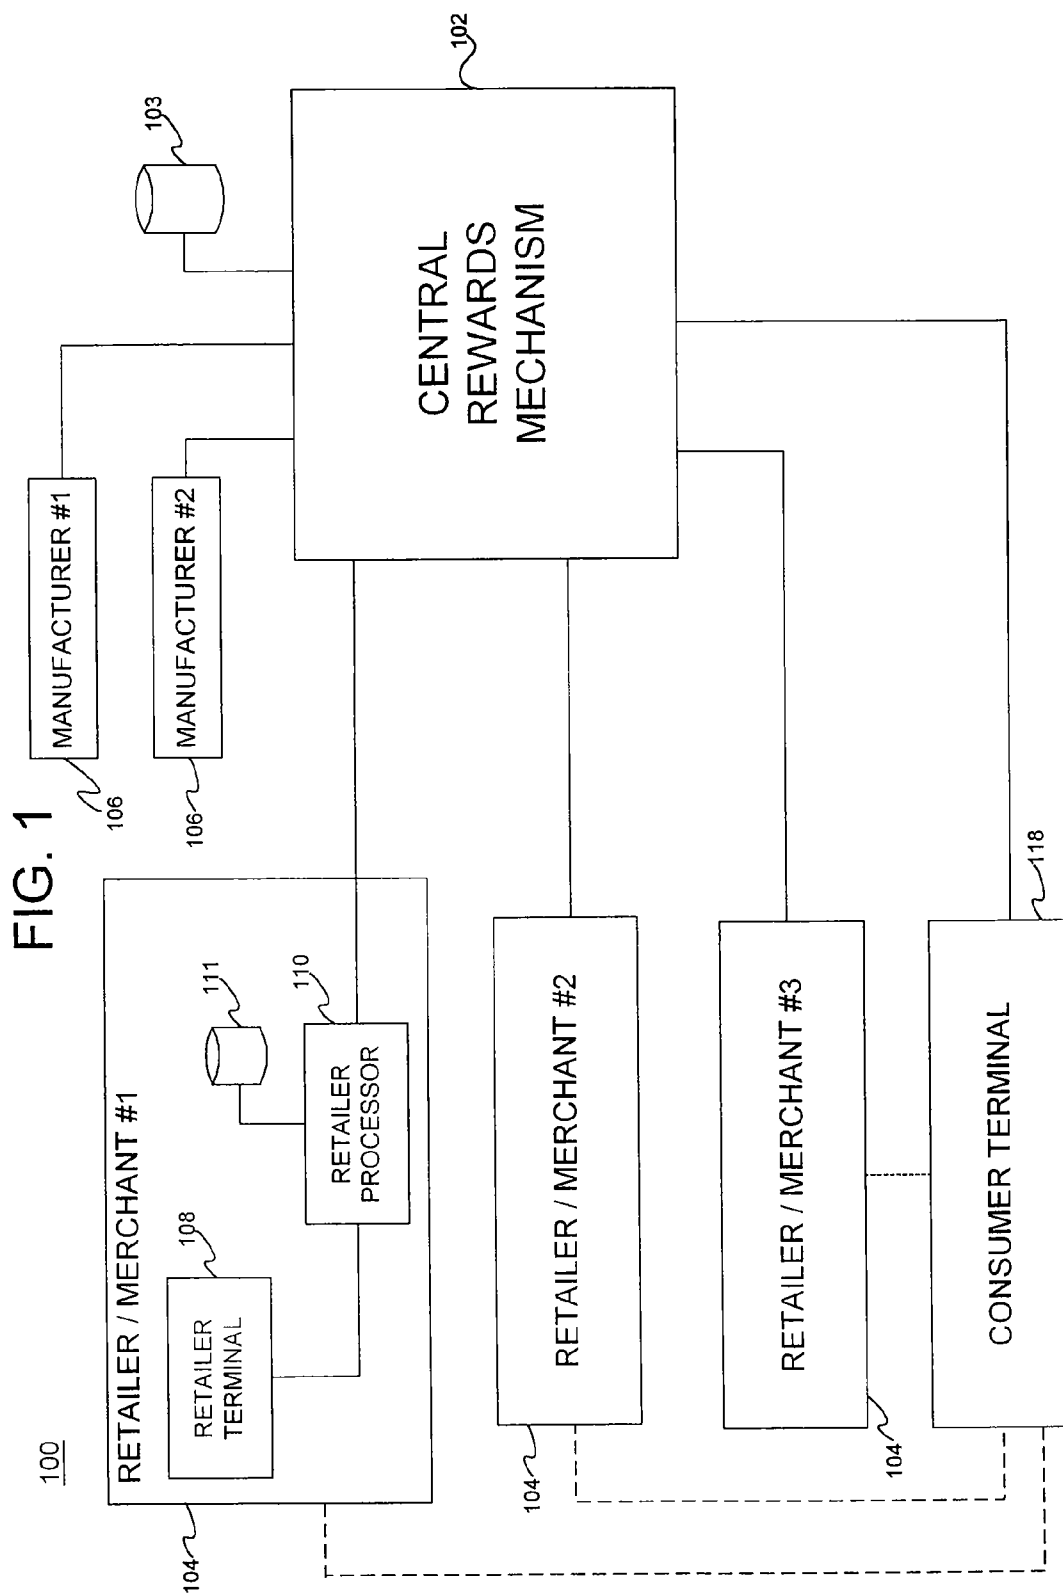 FIG. 1
100
RETAILER / MERCHANT #1
104
RETAILER
TERMINAL
108
111
RETAILER
PROCESSOR
110
MANUFACTURER #1
106
MANUFACTURER #2
106
103
102
CENTRAL
REWARDS
MECHANISM
RETAILER / MERCHANT #2
104
RETAILER / MERCHANT #3
104
CONSUMER TERMINAL
118